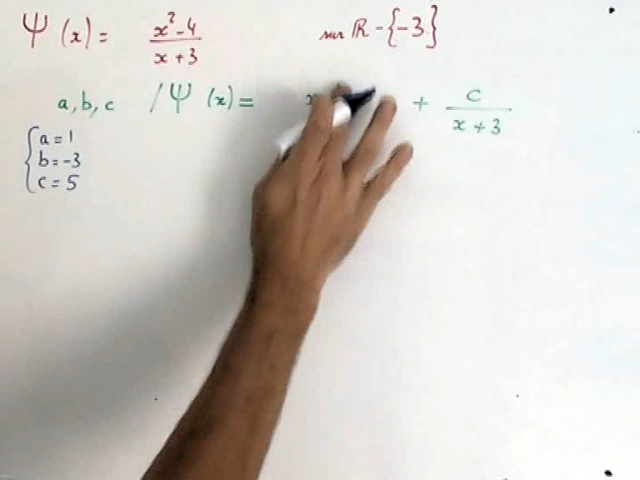 Ψ(x) = (x²-4)/(x+3) sur ℝ - {-3}
a, b, c / Ψ(x) = x + c/(x+3)
a = 1
b = -3
c = 5